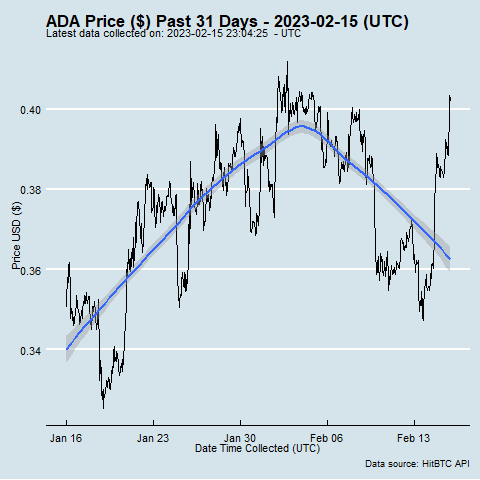 ADA Price ($) Past 31 Days - 2023-02-15 (UTC)
Latest data collected on: 2023-02-15 23:04:25  - UTC
Price USD ($)
0.40
0.38
0.36
0.34
Jan 16
Jan 23
Jan 30
Feb 06
Feb 13
Date Time Collected (UTC)
Data source: HitBTC API